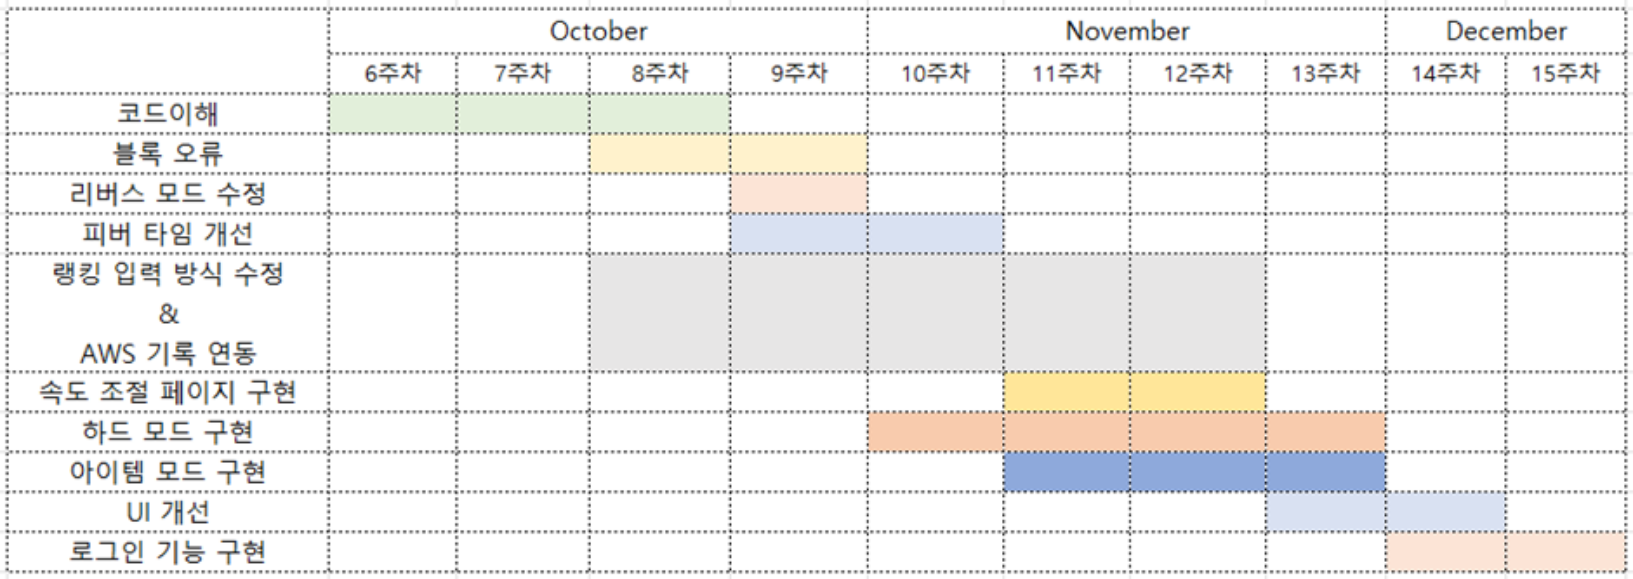 October November December
6주차 7주차 8주차 9주차 10주차 11주차 12주차 13주차 14주차 15주차
코드이해
블록 오류
리버스 모드 수정
피버 타임 개선
랭킹 입력 방식 수정
&
AWS 기록 연동
속도 조절 페이지 구현
하드 모드 구현
아이템 모드 구현
UI 개선
로그인 기능 구현